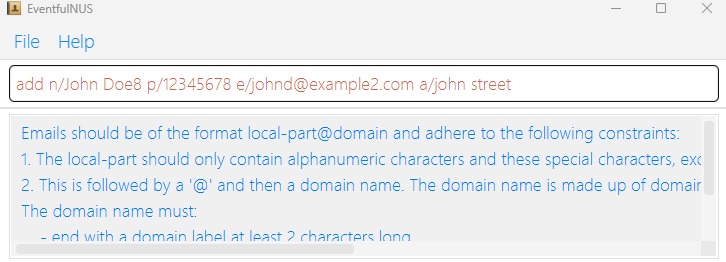 EventfulNUS
File Help
add n/John Doe8 p/12345678 e/johnd@example2.com a/john street
Emails should be of the format local-part@domain and adhere to the following constraints:
1. The local-part should only contain alphanumeric characters and these special characters, exc
2. This is followed by a '@' and then a domain name. The domain name is made up of domain
The domain name must:
- end with a domain label at least 2 characters long